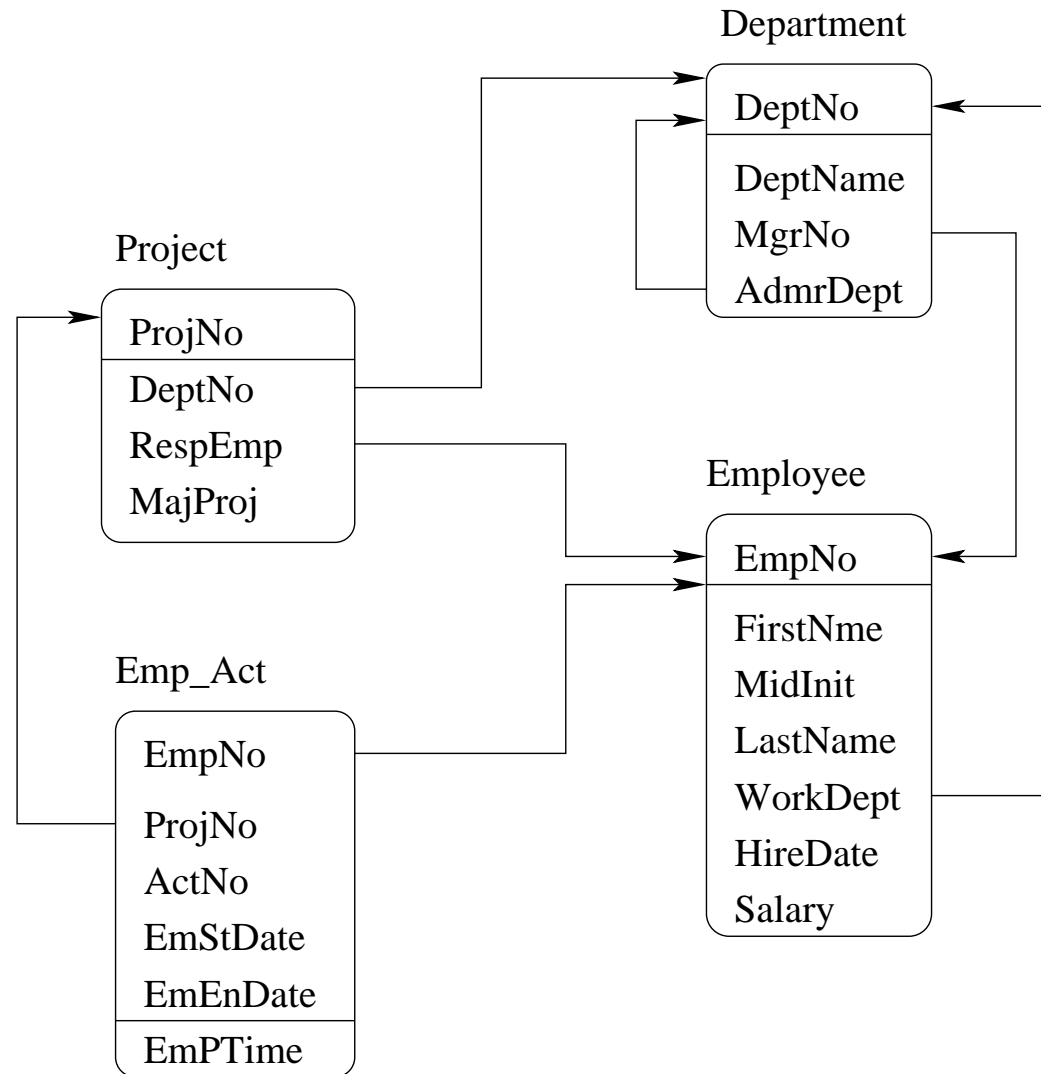 Department
DeptNo
DeptName
MgrNo
AdmrDept
Project
ProjNo
DeptNo
RespEmp
MajProj
Employee
EmpNo
FirstNme
MidInit
LastName
WorkDept
HireDate
Salary
Emp_Act
EmpNo
ProjNo
ActNo
EmStDate
EmEnDate
EmPTime